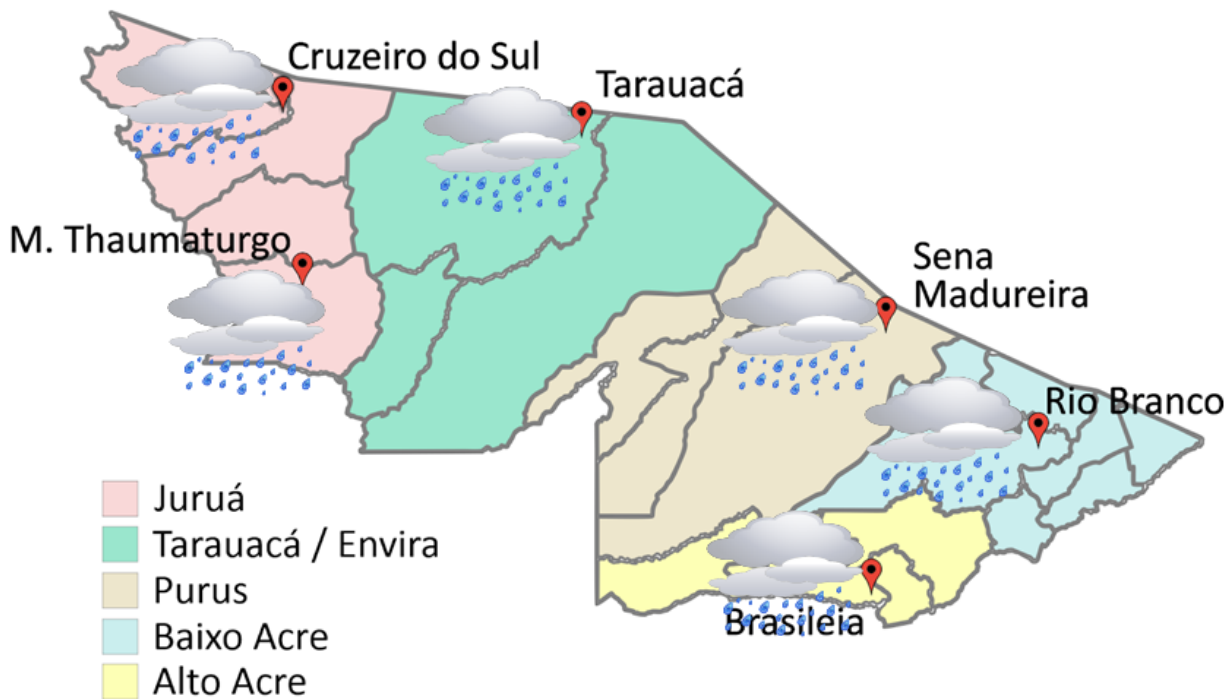 Cruzeiro do Sul
Tarauacá
M. Thaumaturgo
Sena
Madureira
Rio Branco
Brasileia
Juruá
Tarauacá / Envira
Purus
Baixo Acre
Alto Acre